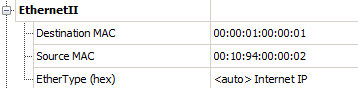 EthernetII
Destination MAC 00:00:01:00:00:01
Source MAC 00:10:94:00:00:02
EtherType (hex) <auto> Internet IP